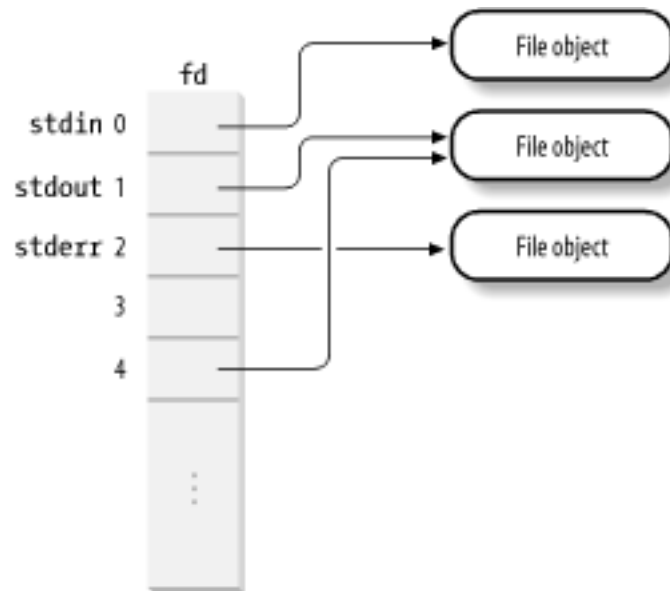 File object
fd
stdin 0
File object
stdout 1
stderr 2
File object
3
4
⋮